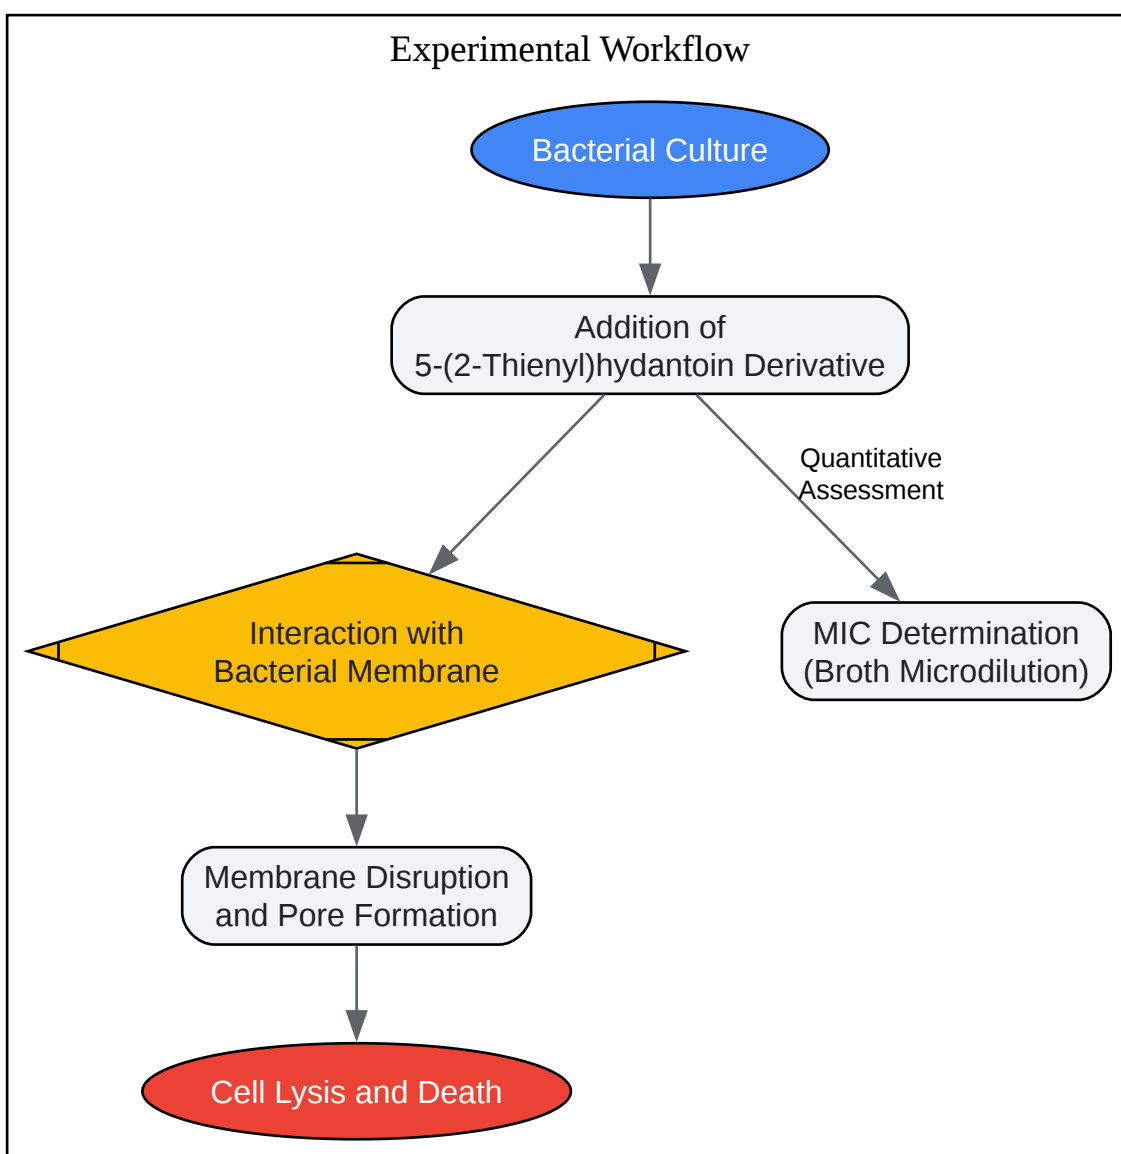 Experimental Workflow
Bacterial Culture
Addition of
5-(2-Thienyl)hydantoin Derivative
Quantitative
Assessment
Interaction with
Bacterial Membrane
MIC Determination
(Broth Microdilution)
Membrane Disruption
and Pore Formation
Cell Lysis and Death